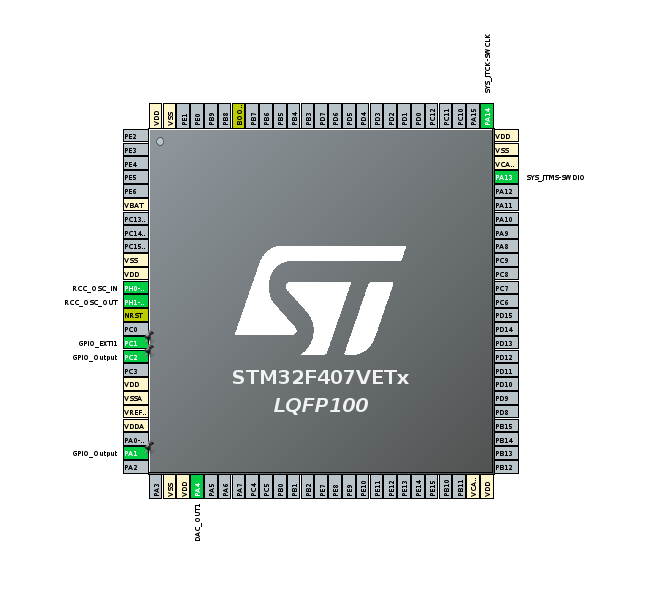 SYS_JTCK-SWCLK
VDD
VSS
PE1
PE0
PB9
PB8
BOO..
PB7
PB6
PB5
PB4
PB3
PD7
PD6
PD5
PD4
PD3
PD2
PD1
PD0
PC12
PC11
PC10
PA15
PA14
PE2
PE3
PE4
PE5
PE6
VBAT
PC13..
PC14..
PC15..
VSS
VDD
RCC_OSC_IN PH0-..
RCC_OSC_OUT PH1-..
NRST
PC0
GPIO_EXTI1 PC1
GPIO_Output PC2
PC3
VDD
VSSA
VREF..
VDDA
PA0-..
GPIO_Output PA1
PA2
ST
STM32F407VETx
LQFP100
VDD
VSS
VCA..
PA13 SYS_JTMS-SWDIO
PA12
PA11
PA10
PA9
PA8
PC9
PC8
PC7
PC6
PD15
PD14
PD13
PD12
PD11
PD10
PD9
PD8
PB15
PB14
PB13
PB12
PA3
VSS
VDD
PA4
PA5
PA6
PA7
PC4
PC5
PB0
PB1
PB2
PE7
PE8
PE9
PE10
PE11
PE12
PE13
PE14
PE15
PB10
PB11
VCA..
VDD
DAC_OUT1